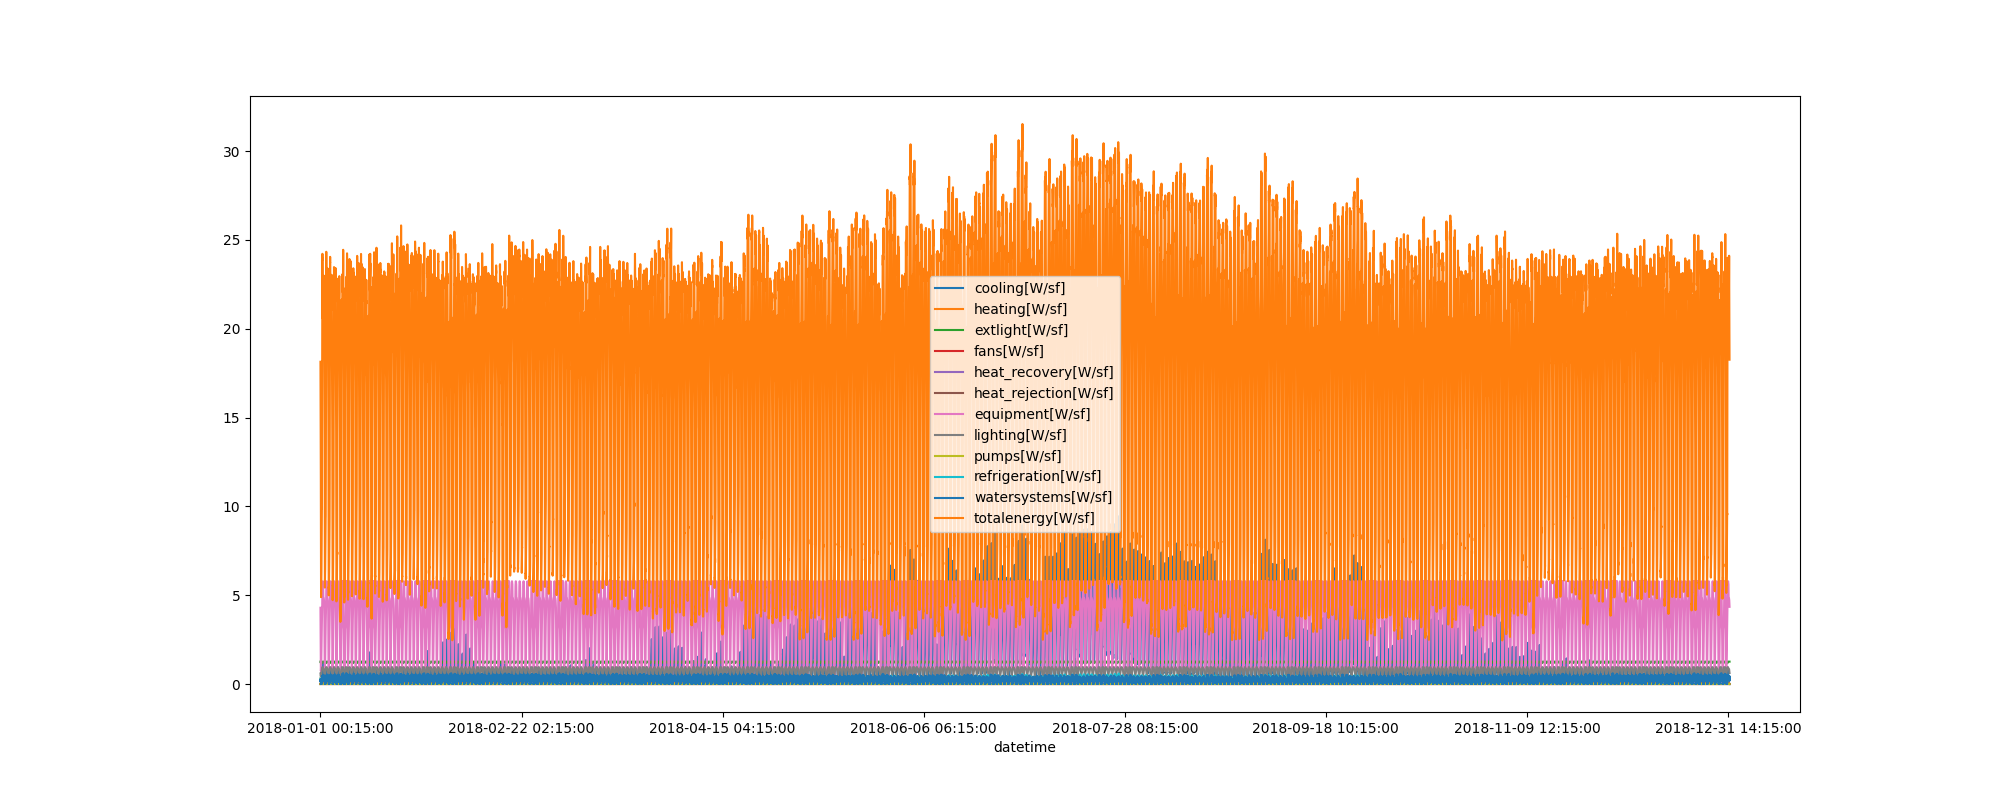 30
25
20
15
10
5
0
cooling[W/sf]
heating[W/sf]
extlight[W/sf]
fans[W/sf]
heat_recovery[W/sf]
heat_rejection[W/sf]
equipment[W/sf]
lighting[W/sf]
pumps[W/sf]
refrigeration[W/sf]
watersystems[W/sf]
totalenergy[W/sf]
2018-01-01 00:15:00 2018-02-22 02:15:00 2018-04-15 04:15:00 2018-06-06 06:15:00 2018-07-28 08:15:00 2018-09-18 10:15:00 2018-11-09 12:15:00 2018-12-31 14:15:00
datetime